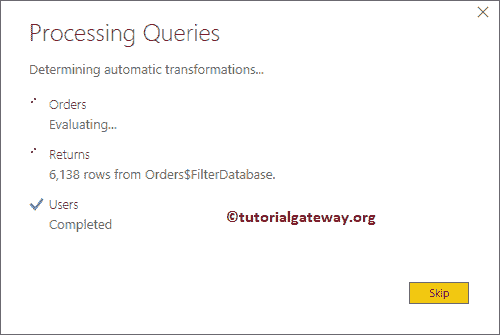 Processing Queries
Determining automatic transformations...
Orders
Evaluating...
Returns
6,138 rows from Orders$FilterDatabase.
Users
Completed
©tutorialgateway.org
Skip